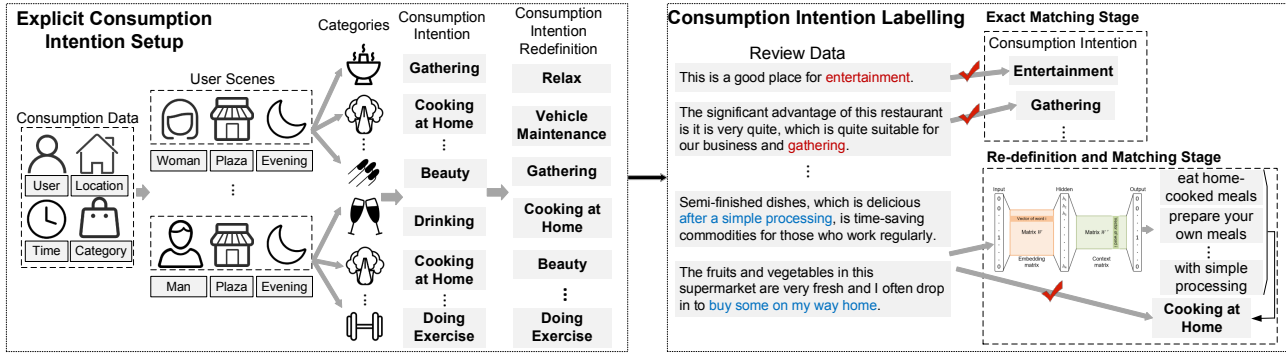 Explicit Consumption
Intention Setup
Consumption Data
User
Location
Time
Category
User Scenes
Woman
Plaza
Evening
⋮
Man
Plaza
Evening
Categories
⋮
⋮
Consumption
Intention
Gathering
Cooking
at Home
⋮
Beauty
Drinking
Cooking
at Home
⋮
Doing
Exercise
Consumption
Intention
Redefinition
Relax
Vehicle
Maintenance
Gathering
Cooking at
Home
Beauty
⋮
Doing
Exercise
Consumption Intention Labelling
Review Data
This is a good place for entertainment.
The significant advantage of this restaurant
is it is very quite, which is quite suitable for
our business and gathering.
⋮
Semi-finished dishes, which is delicious
after a simple processing, is time-saving
commodities for those who work regularly.
The fruits and vegetables in this
supermarket are very fresh and I often drop
in to buy some on my way home.
Exact Matching Stage
Consumption Intention
Entertainment
Gathering
⋮
Re-definition and Matching Stage
Input
Hidden
Output
Vector of word i
Matrix W
Embedding
matrix
Context
matrix
eat home-
cooked meals
prepare your
own meals
⋮
with simple
processing
Cooking at
Home